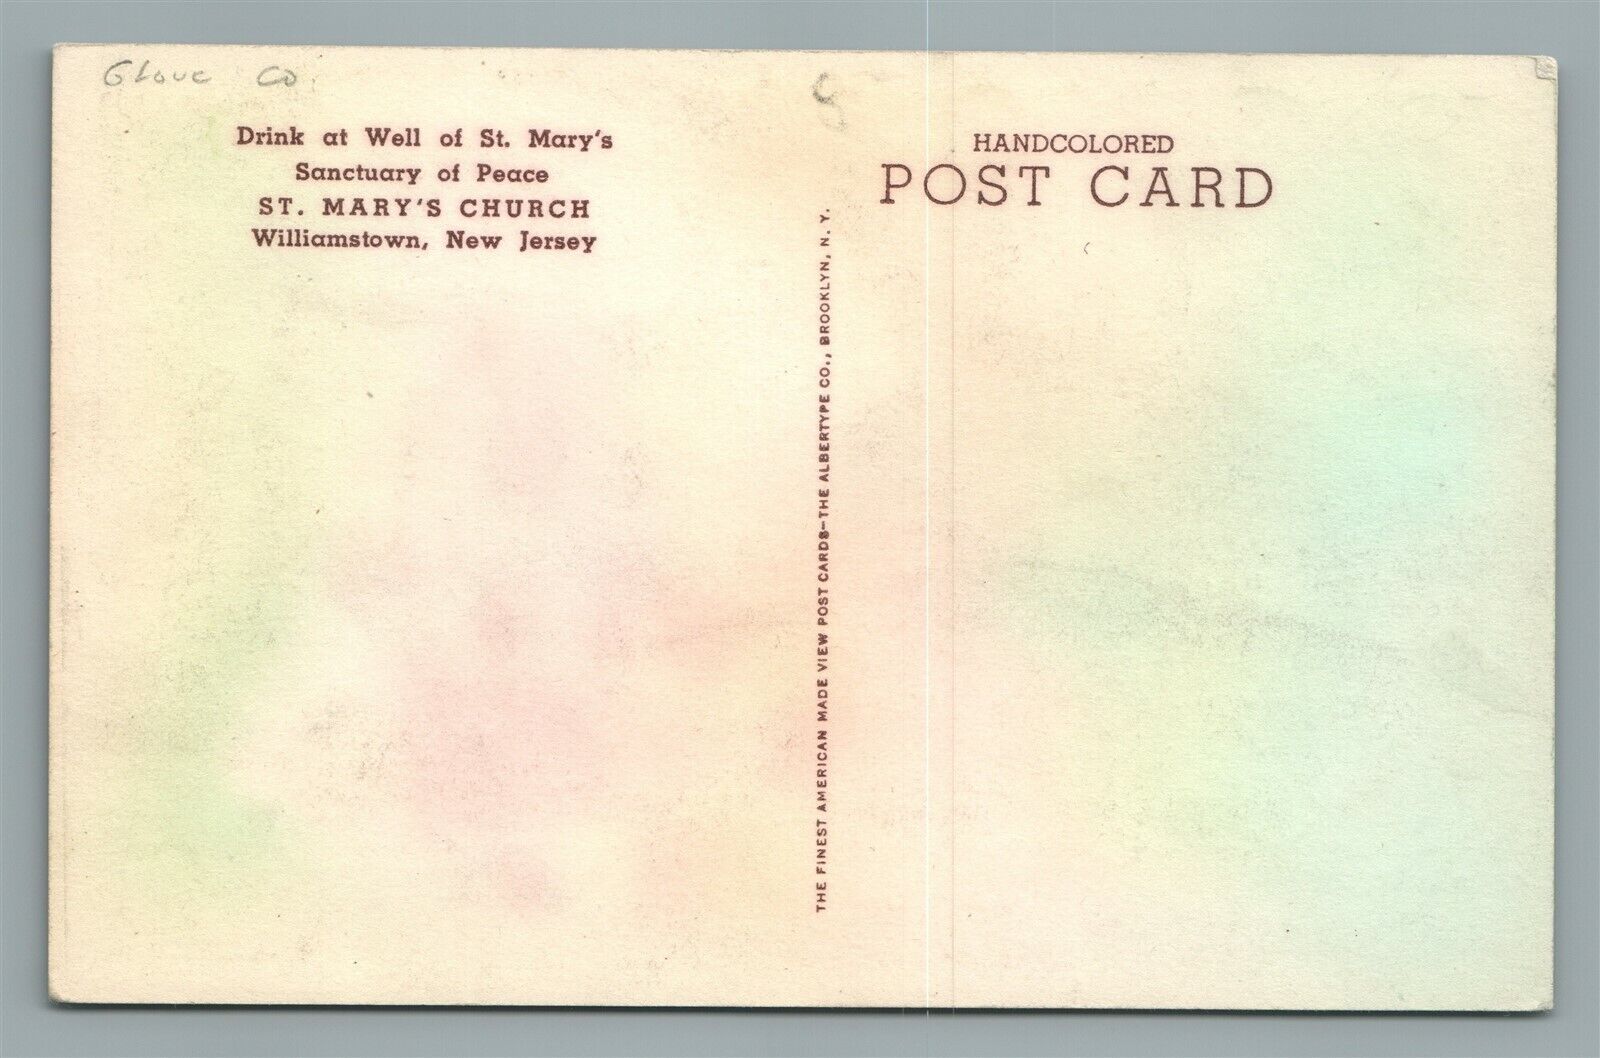 Glouc Co.
Drink at Well of St. Mary's
Sanctuary of Peace
ST. MARY'S CHURCH
Williamstown, New Jersey
THE FINEST AMERICAN MADE VIEW POST CARDS—THE ALBERTYPE CO., BROOKLYN, N. Y.
HANDCOLORED
POST CARD